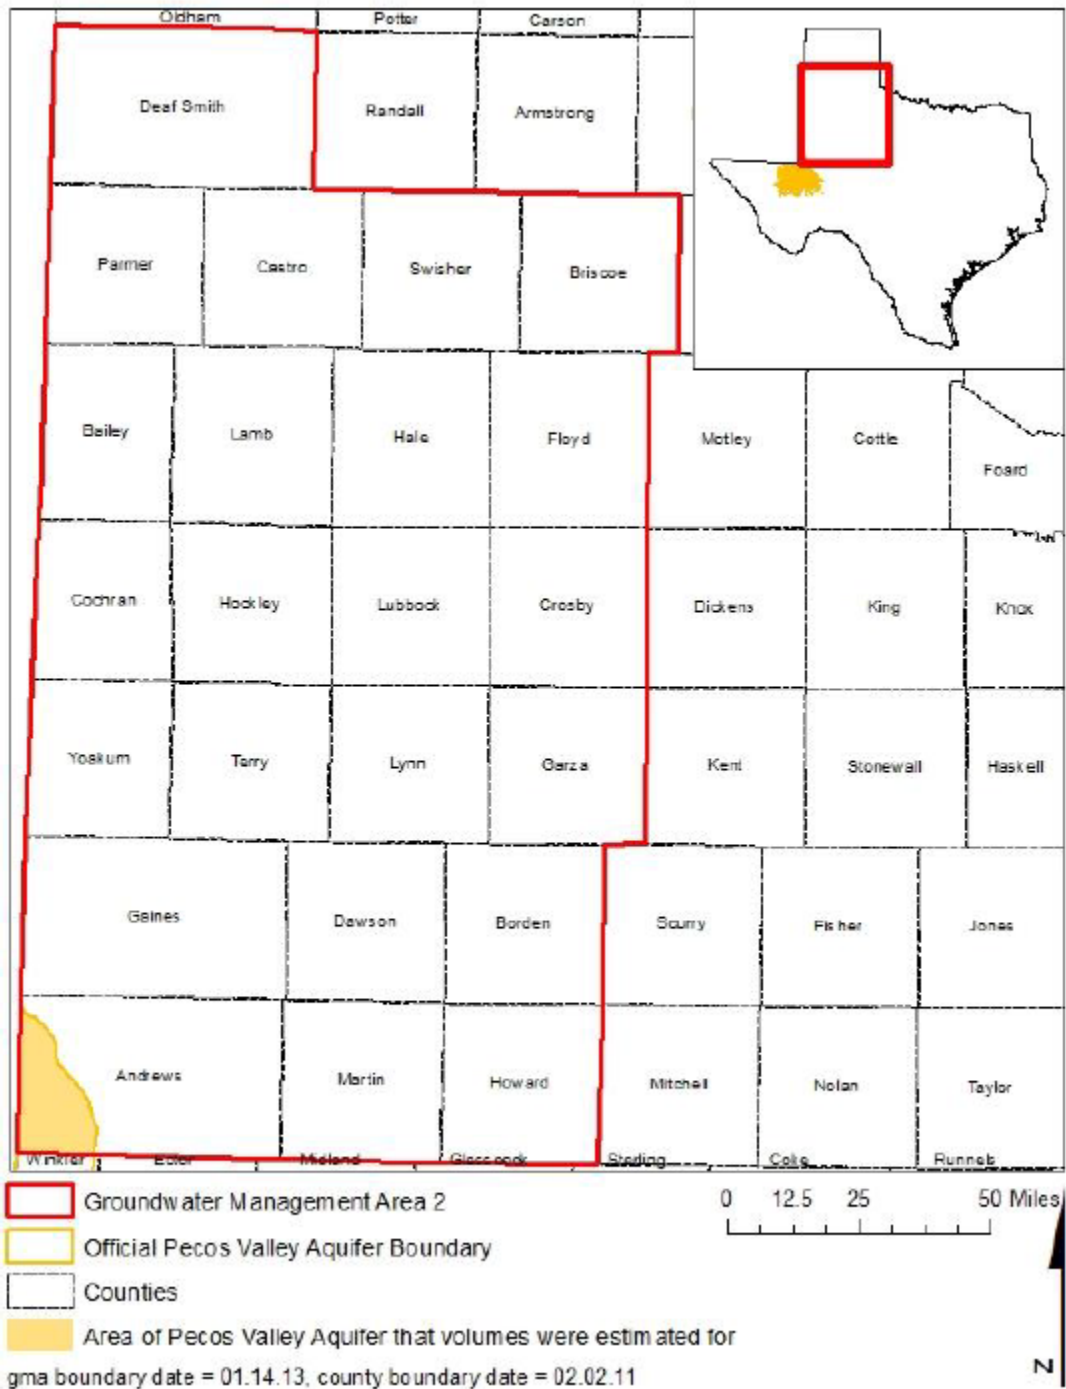 Oldham Potter Carson
Deaf Smith Randall Armstrong
Parmer Castro Swisher Briscoe
Bailey Lamb Hale Floyd Motley Cottle
Foard
Cochran Hockley Lubbock Crosby Dickens King Knox
Yoakum Terry Lynn Garza Kent Stonewall Haskell
Gaines Dawson Borden Scurry Fisher Jones
Andrews Martin Howard Mitchell Nolan Taylor
Winkler Ector Midland Glasscock Sterling Coke Runnels
Groundwater Management Area 2
0 12.5 25 50 Miles
Official Pecos Valley Aquifer Boundary
Counties
Area of Pecos Valley Aquifer that volumes were estimated for
N
gma boundary date = 01.14.13, county boundary date = 02.02.11